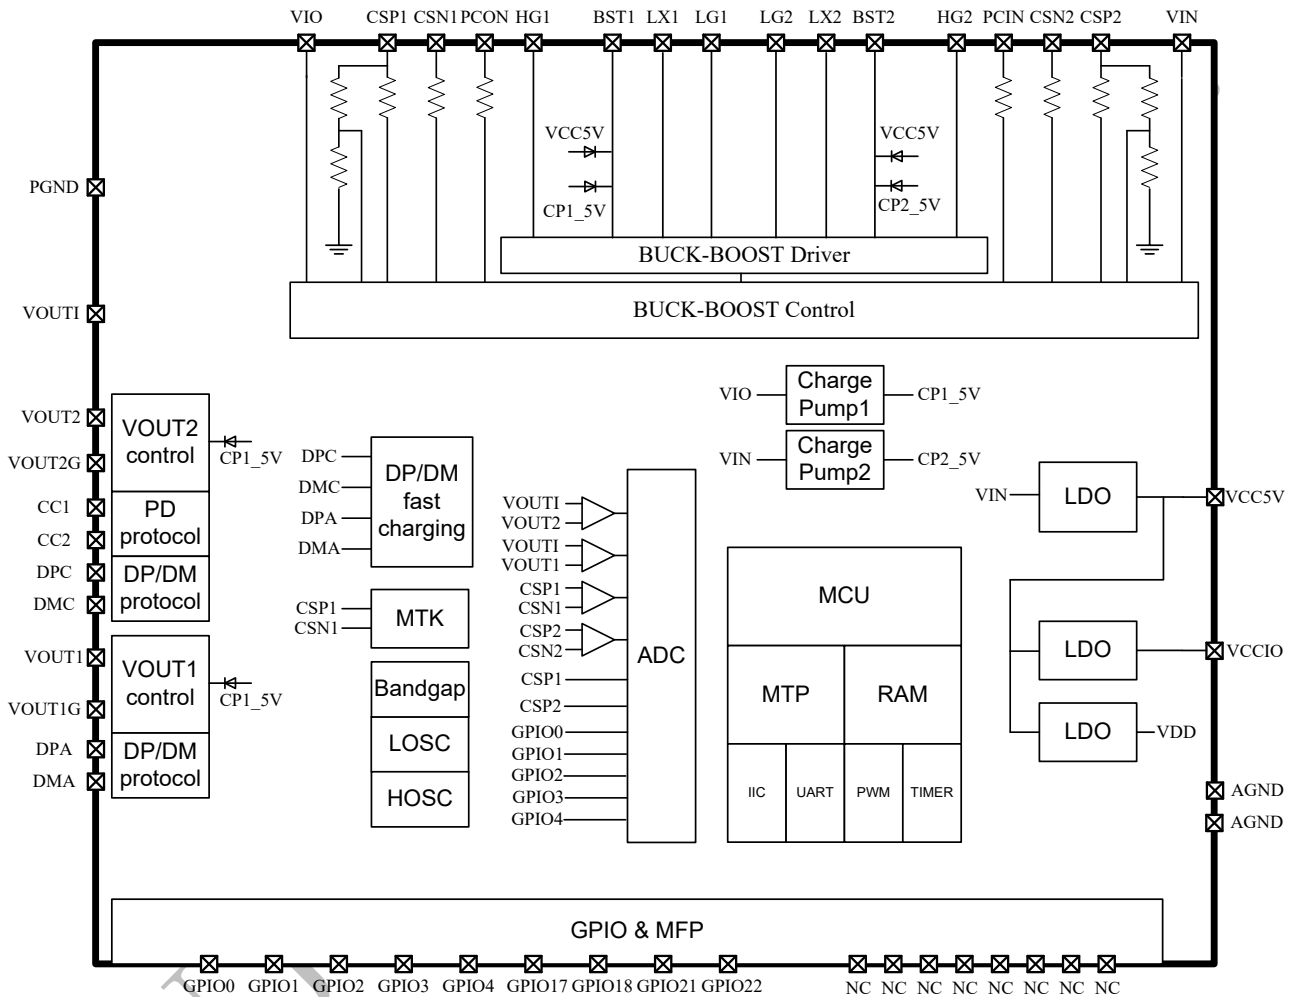 VIO CSP1 CSN1 PCON HG1 BST1 LX1 LG1 LG2 LX2 BST2 HG2 PCIN CSN2 CSP2 VIN
VCC5V VCC5V
PGND
CP1_5V CP2_5V
BUCK-BOOST Driver
BUCK-BOOST Control
VOUTI
VOUT2
VOUT2G
CC1
CC2
DPC
DMC
VOUT1
VOUT1G
DPA
DMA
VOUT2
control
CP1_5V
PD
protocol
DP/DM
protocol
VOUT1
control
CP1_5V
DP/DM
protocol
DPC
DMC
DPA
DMA
DP/DM
fast
charging
CSP1
CSN1
MTK
Bandgap
LOSC
HOSC
VOUTI
VOUT2
VOUTI
VOUT1
CSP1
CSN1
CSP2
CSN2
CSP1
CSP2
GPIO0
GPIO1
GPIO2
GPIO3
GPIO4
ADC
VIO
Charge
Pump1
CP1_5V
VIN
Charge
Pump2
CP2_5V
MCU
MTP RAM
IIC UART PWM TIMER
VIN
LDO
VCC5V
LDO
VCCIO
LDO
VDD
AGND
AGND
GPIO & MFP
GPIO0 GPIO1 GPIO2 GPIO3 GPIO4 GPIO17 GPIO18 GPIO21 GPIO22 NC NC NC NC NC NC NC NC